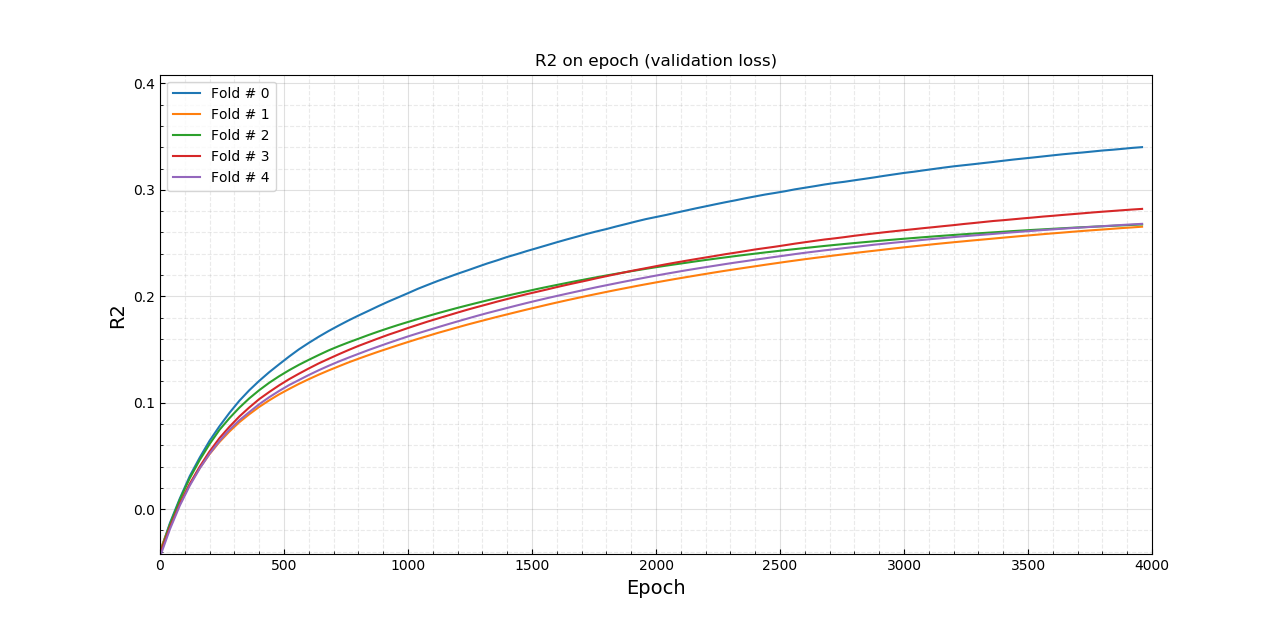 R2 on epoch (validation loss)
0.4
0.3
0.2
0.1
0.0
R2
Fold # 0
Fold # 1
Fold # 2
Fold # 3
Fold # 4
0 500 1000 1500 2000 2500 3000 3500 4000
Epoch